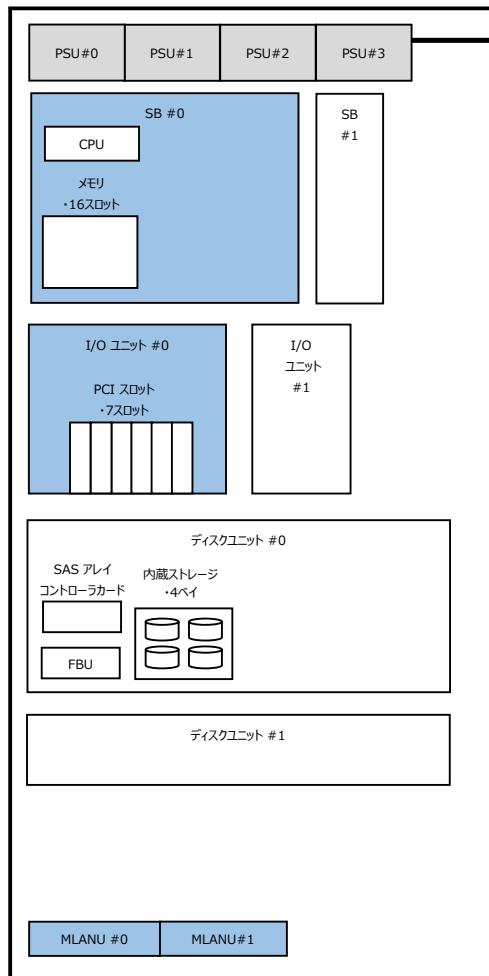 PSU#0 PSU#1 PSU#2 PSU#3
SB #0
CPU
メモリ
・16スロット
SB
#1
I/O ユニット #0
PCI スロット
・7スロット
I/O
ユニット
#1
ディスクユニット #0
SAS アレイ
コントローラカード
FBU
内蔵ストレージ
・4ベイ
ディスクユニット #1
MLANU #0 MLANU#1